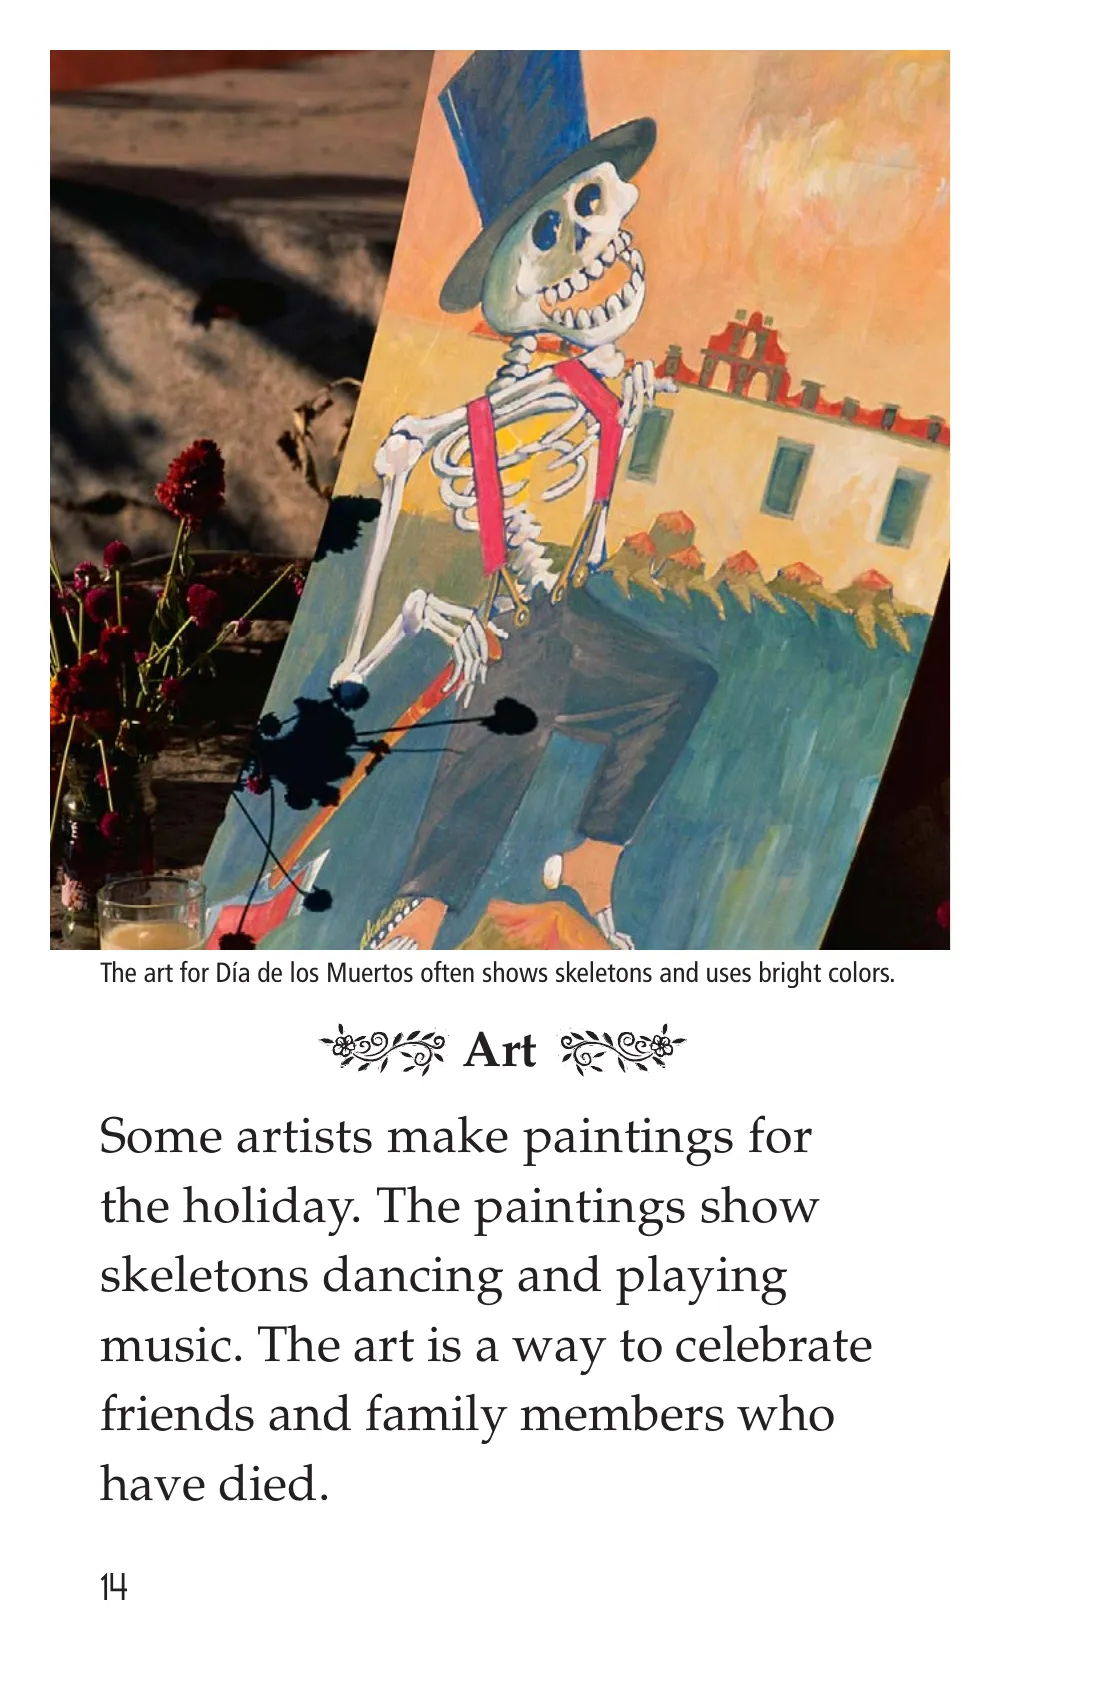 The art for Día de los Muertos often shows skeletons and uses bright colors.
Art
Some artists make paintings for
the holiday. The paintings show
skeletons dancing and playing
music. The art is a way to celebrate
friends and family members who
have died.
14